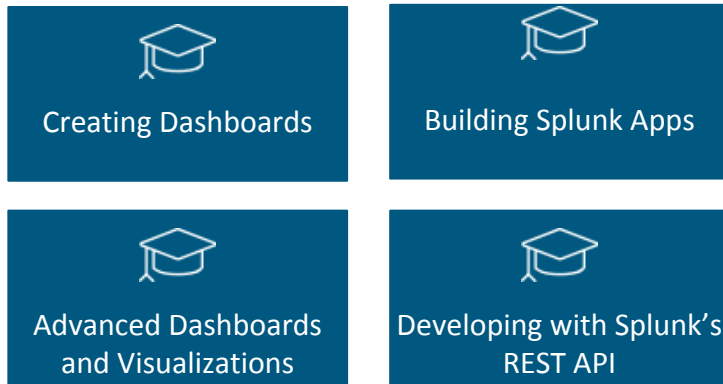 Creating Dashboards
Building Splunk Apps
Advanced Dashboards
and Visualizations
Developing with Splunk’s
REST API